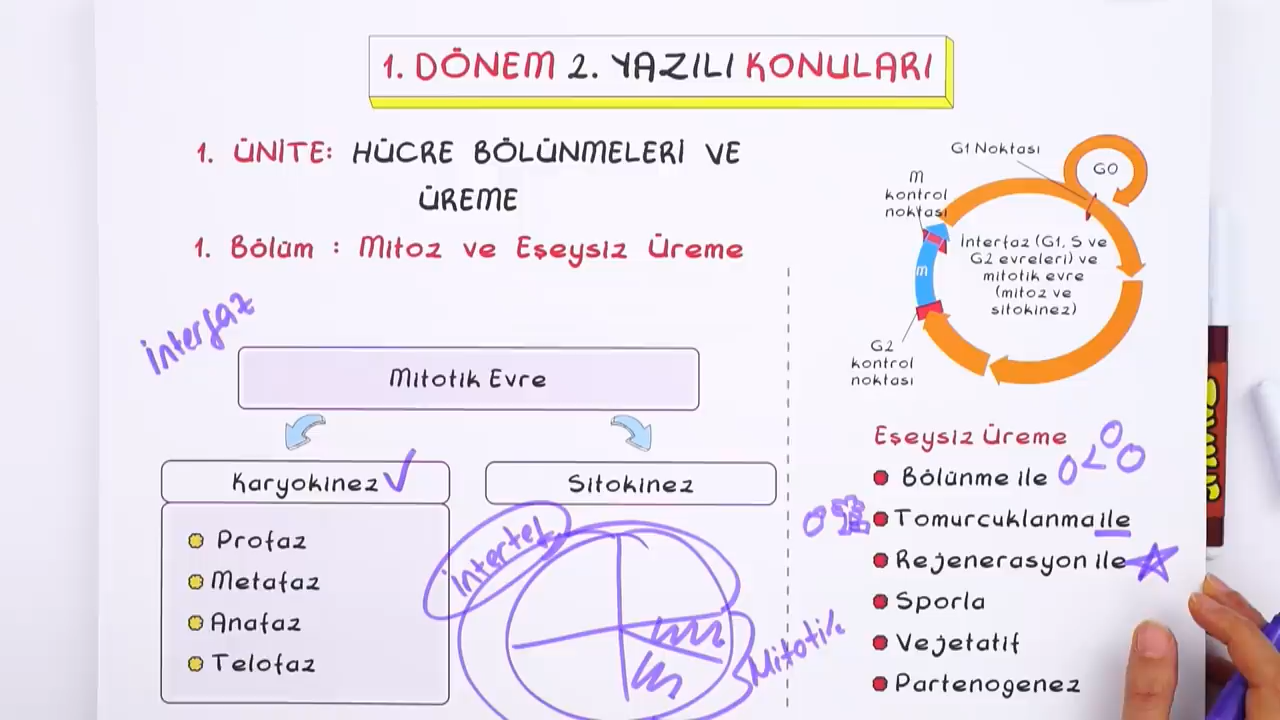 1. DÖNEM 2. YAZILI KONULARI
1. ÜNİTE: HÜCRE BÖLÜNMELERİ VE
ÜREME
1. Bölüm : Mitoz ve Eşeysiz Üreme
İnterfaz
Mitotik Evre
Karyokinez
Profaz
Metafaz
Anafaz
Telofaz
Sitokinez
Mitotik
G1 Noktası
G0
m
kontrol
noktası
İnterfaz (G1, S ve
G2 evreleri) ve
mitotik evre
(mitoz ve
sitokinez)
m
G2
kontrol
noktası
Eşeysiz Üreme
Bölünme ile
Tomurcuklanma ile
Rejenerasyon ile
Sporla
Vejetatif
Partenogenez